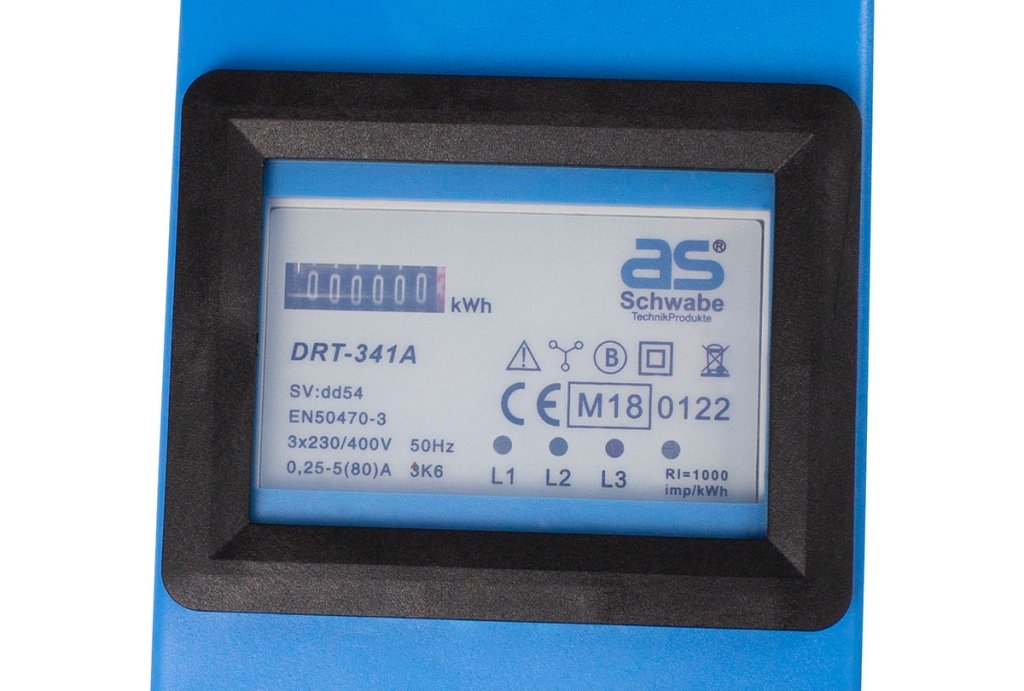 as®
Schwabe
TechnikProdukte
000000 kWh
DRT-341A
B
SV:dd54
EN50470-3
CE M18 0122
3x230/400V 50Hz
0,25-5(80)A 3K6
L1 L2 L3
RI=1000
imp/kWh